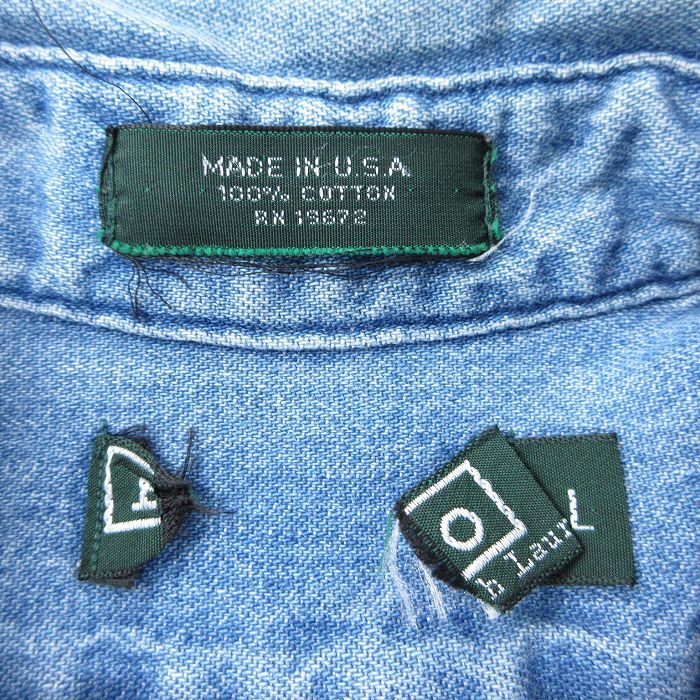 MADE IN U.S.A
100% COTTON
RN 19672
O
h Laur
L